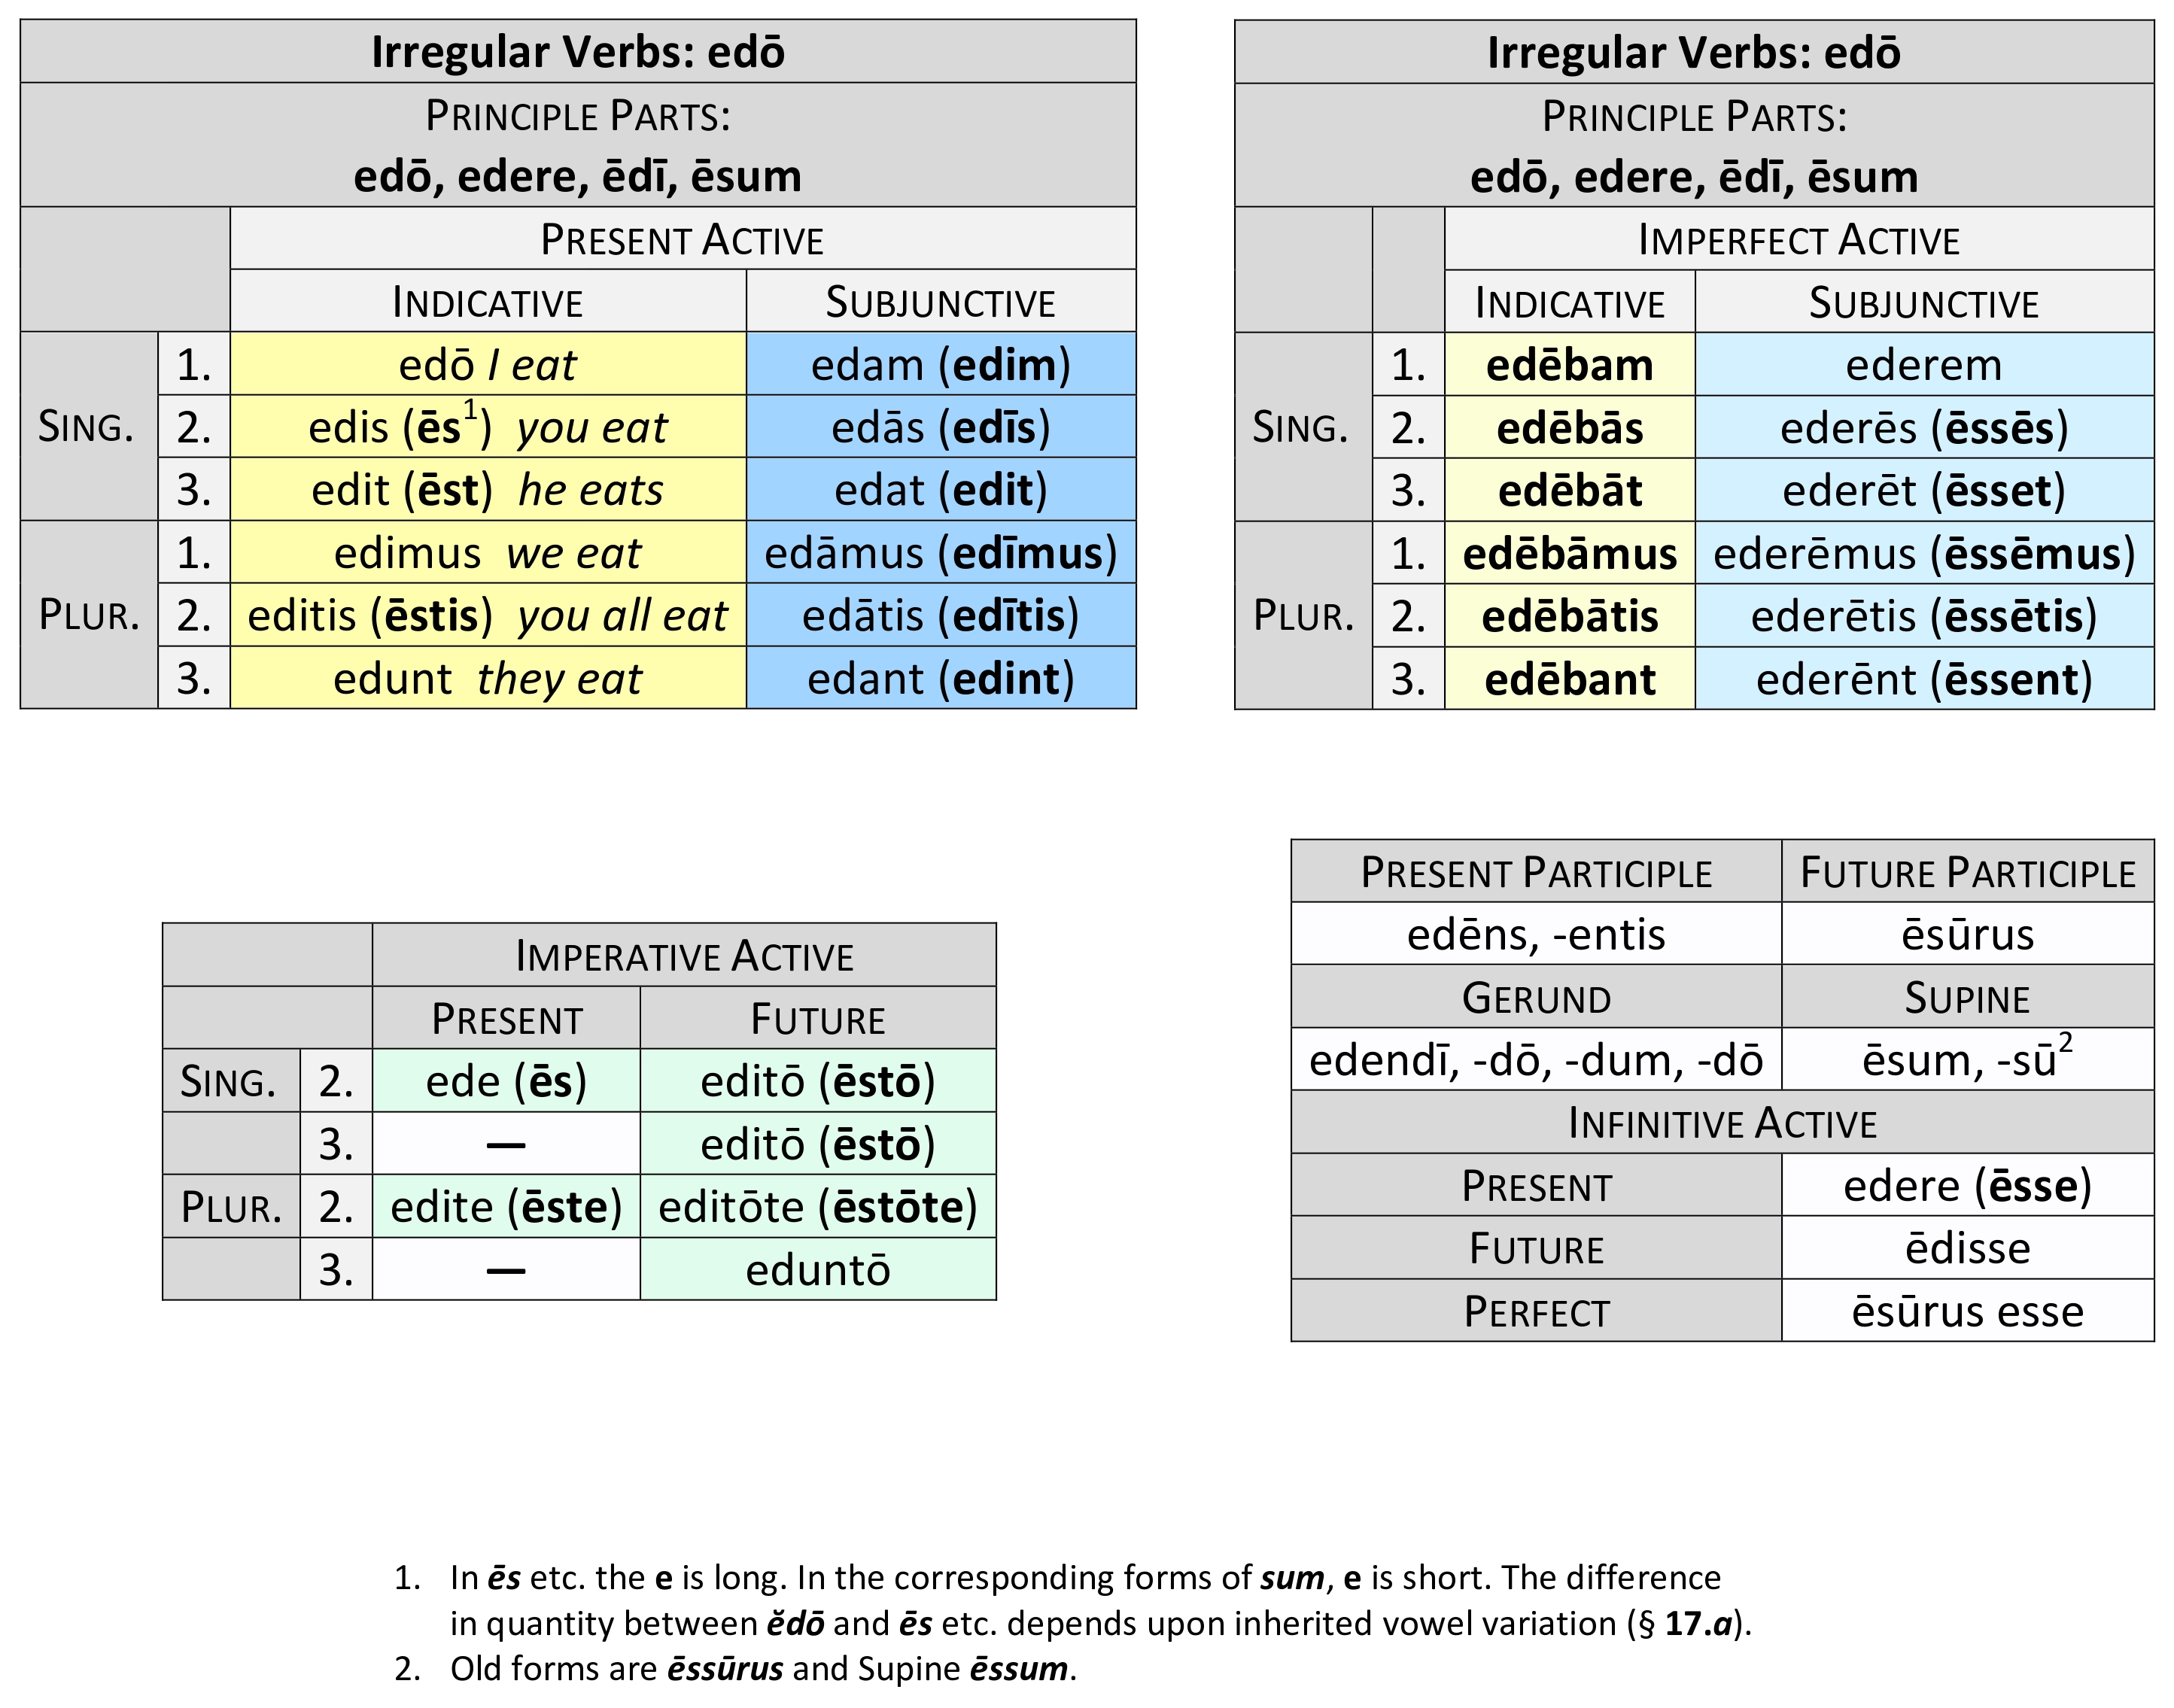 Irregular Verbs: edō
PRINCIPLE PARTS:
edō, edere, ēdī, ēsum
PRESENT ACTIVE
INDICATIVE SUBJUNCTIVE
SING. 1. edō I eat edam (edim)
2. edis (ēs1) you eat edās (edīs)
3. edit (ēst) he eats edat (edit)
PLUR. 1. edimus we eat edāmus (edīmus)
2. editis (ēstis) you all eat edātis (edītis)
3. edunt they eat edant (edint)
Irregular Verbs: edō
PRINCIPLE PARTS:
edō, edere, ēdī, ēsum
IMPERFECT ACTIVE
INDICATIVE SUBJUNCTIVE
SING. 1. edēbam ederem
2. edēbās ederēs (ēssēs)
3. edēbāt ederēt (ēsset)
PLUR. 1. edēbāmus ederēmus (ēssēmus)
2. edēbātis ederētis (ēssētis)
3. edēbant ederēnt (ēssent)
IMPERATIVE ACTIVE
PRESENT FUTURE
SING. 2. ede (ēs) editō (ēstō)
3. — editō (ēstō)
PLUR. 2. edite (ēste) editōte (ēstōte)
3. — eduntō
PRESENT PARTICIPLE FUTURE PARTICIPLE
edēns, -entis ēsūrus
GERUND SUPINE
edendī, -dō, -dum, -dō ēsum, -sū2
INFINITIVE ACTIVE
PRESENT edere (ēsse)
FUTURE ēdisse
PERFECT ēsūrus esse
1. In ēs etc. the e is long. In the corresponding forms of sum, e is short. The difference
in quantity between ĕdō and ēs etc. depends upon inherited vowel variation (§ 17.a).
2. Old forms are ēssūrus and Supine ēssum.